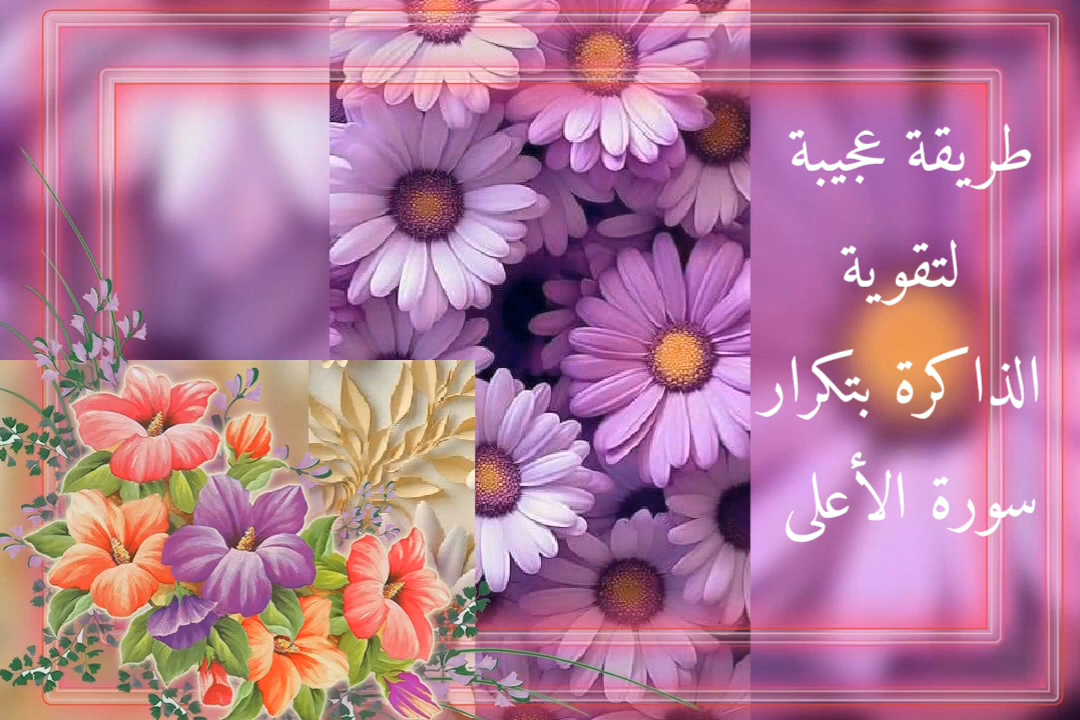 طريقة عجيبة
لتقوية
الذاكرة بتكرار
سورة الأعلى